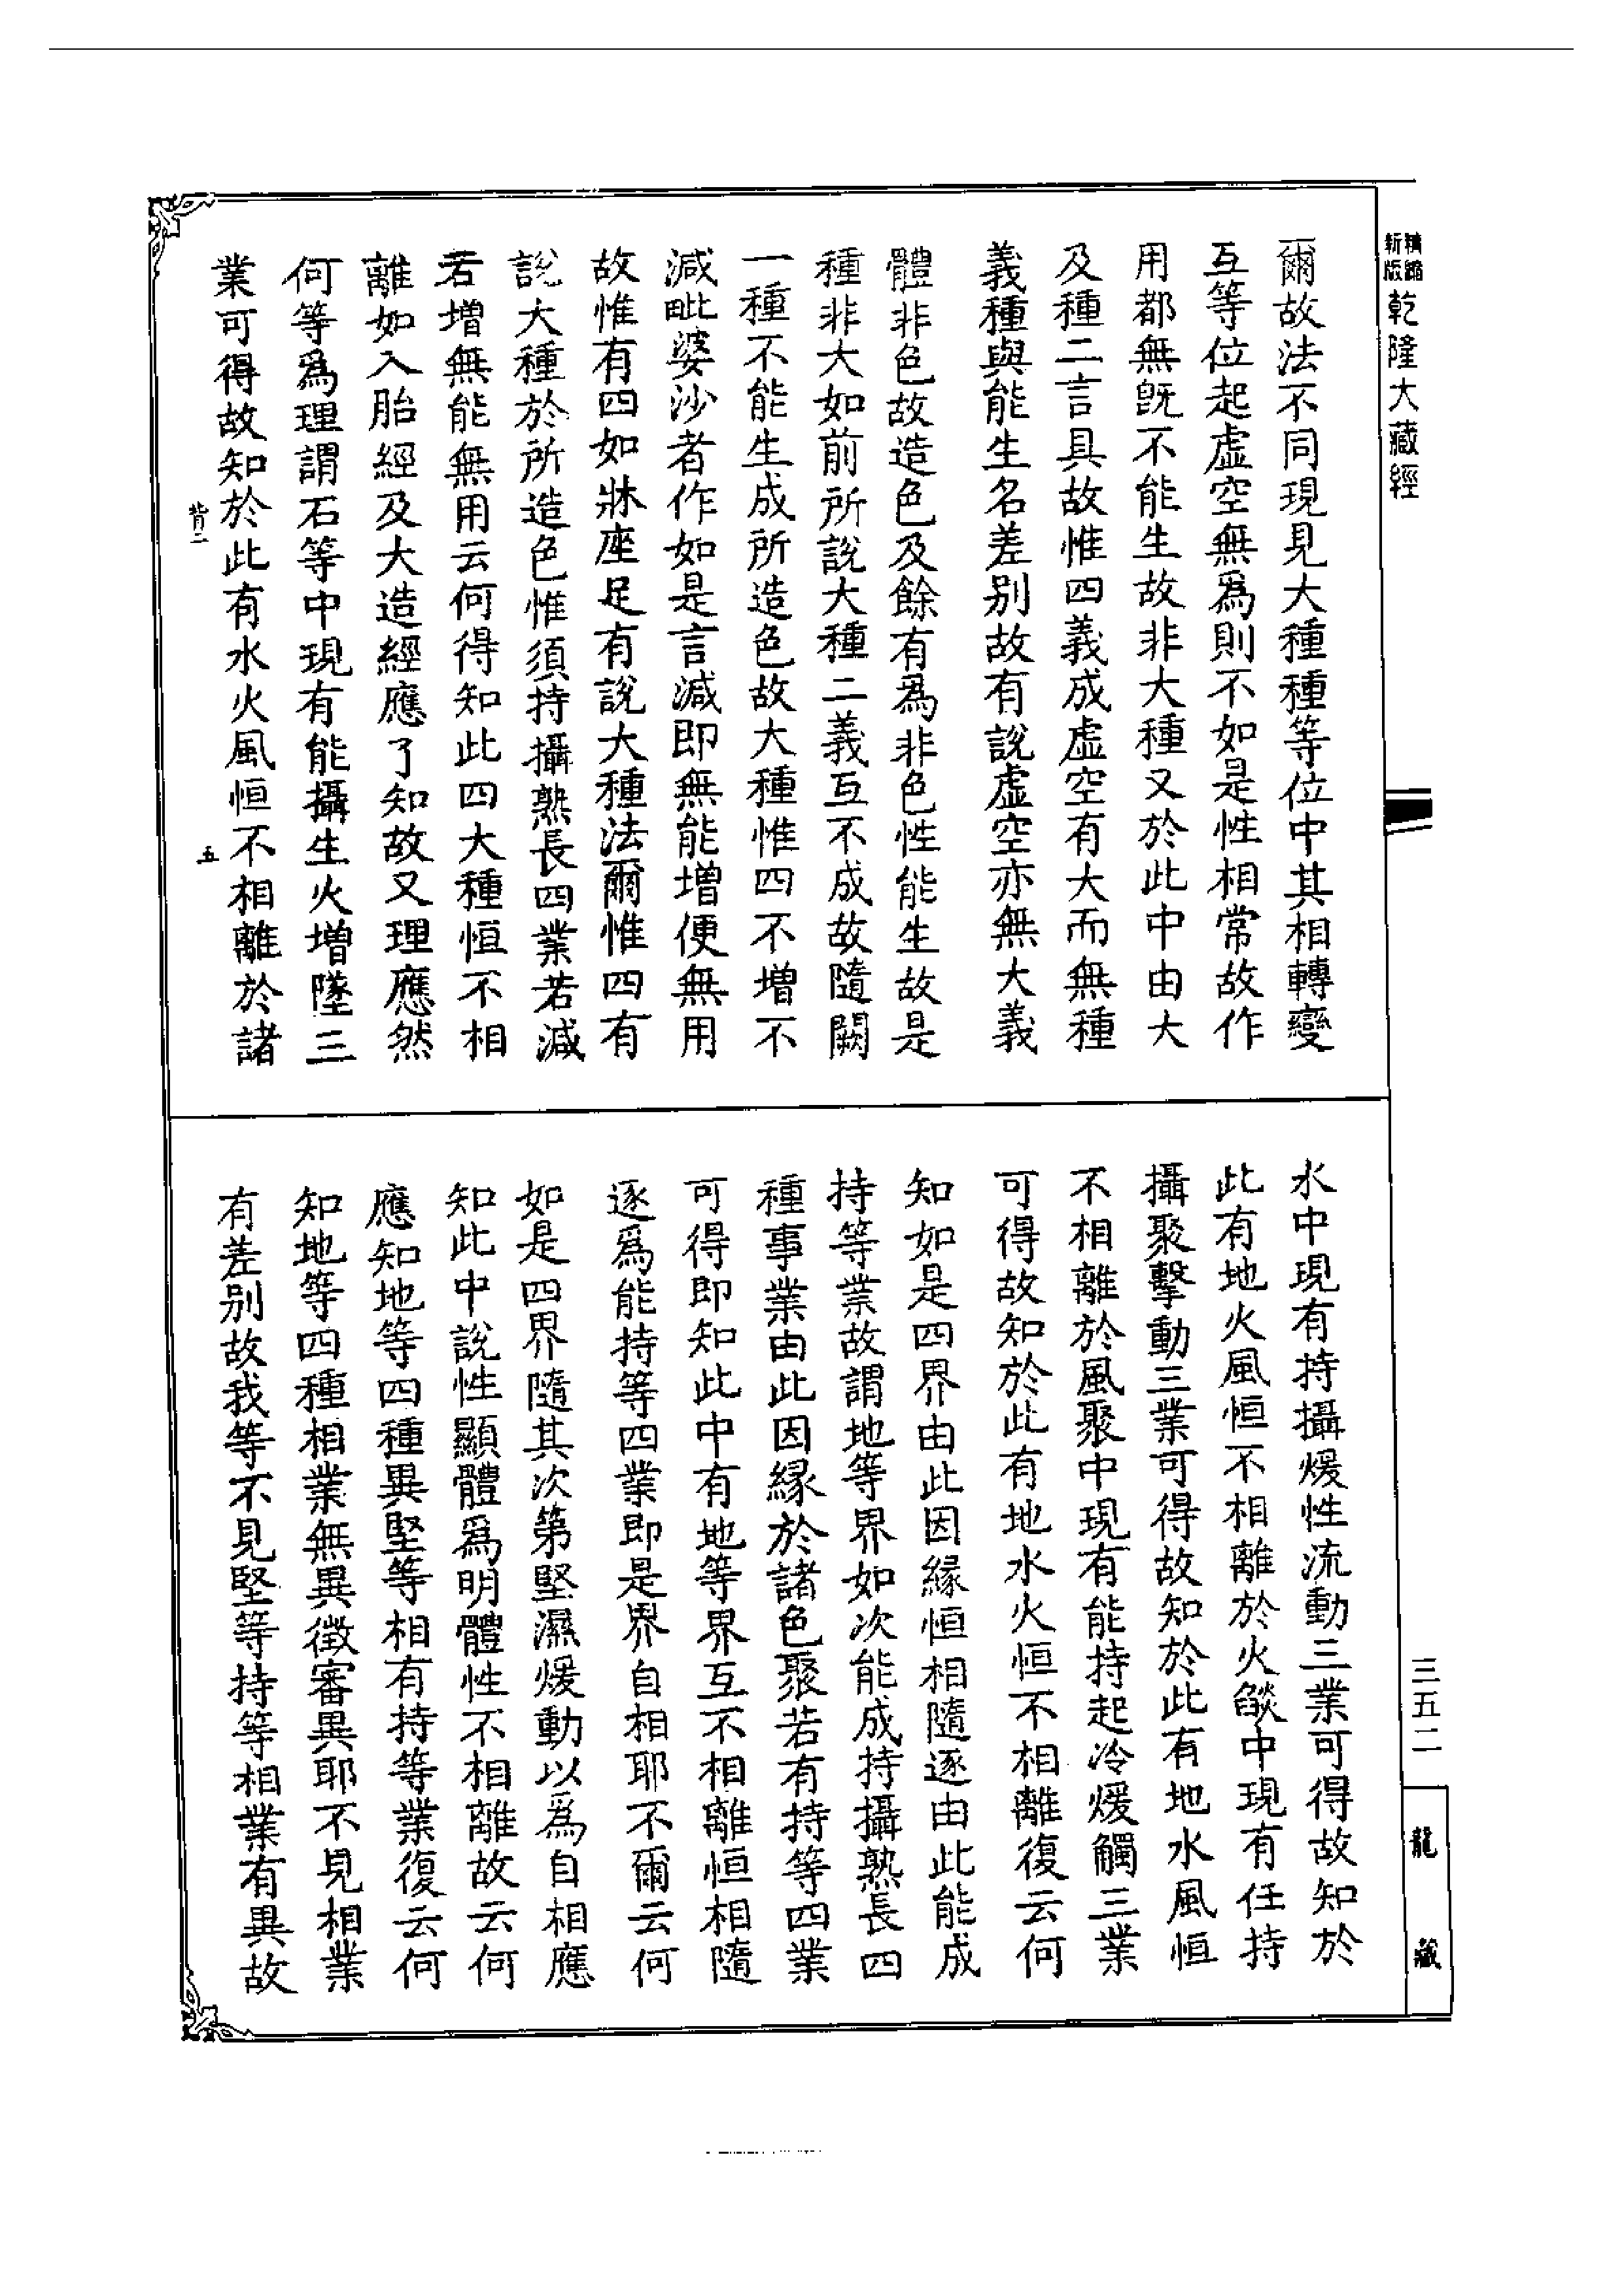 精縮新版乾隆大藏經
爾故法不同現見大種種等位中其相轉變
互等位起虛空無爲則不如是性相常故作
用都無旣不能生故非大種又於此中由大
及種二言具故惟四義成虛空有大而無種
義種與能生名差别故有說虛空亦無大義
體非色故造色及餘有爲非色性能生故是
種非大如前所說大種二義互不成故隨闕
一種不能生成所造色故大種惟四不增不
減毗婆沙者作如是言減即無能增便無用
故惟有四如牀座足有說大種法爾惟四有
說大種於所造色惟須持攝熟長四業若減
若增無能無用云何得知此四大種恒不相
離如入胎經及大造經應了知故又理應然
何等爲理謂石等中現有能攝生火增墜三
業可得故知於此有水火風恒不相離於諸
五
水中現有持攝煖性流動三業可得故知於
此有地火風恒不相離於火燄中現有任持
攝聚擊動三業可得故知於此有地水風恒
不相離於風聚中現有能持起冷煖觸三業
可得故知於此有地水火恒不相離復云何
知如是四界由此因緣恒相隨逐由此能成
持等業故謂地等界如次能成持攝熟長四
種事業由此因緣於諸色聚若有持等四業
可得即知此中有地等界互不相離恒相隨
逐爲能持等四業即是界自相耶不爾云何
如是四界隨其次第堅濕煖動以爲自相應
知此中說性顯體爲明體性不相離故云何
應知地等四種異堅等相有持等業復云何
知地等四種相業無異徵審異耶不見相業
有差别故我等不見堅等持等相業有異故
三五二
龍
藏